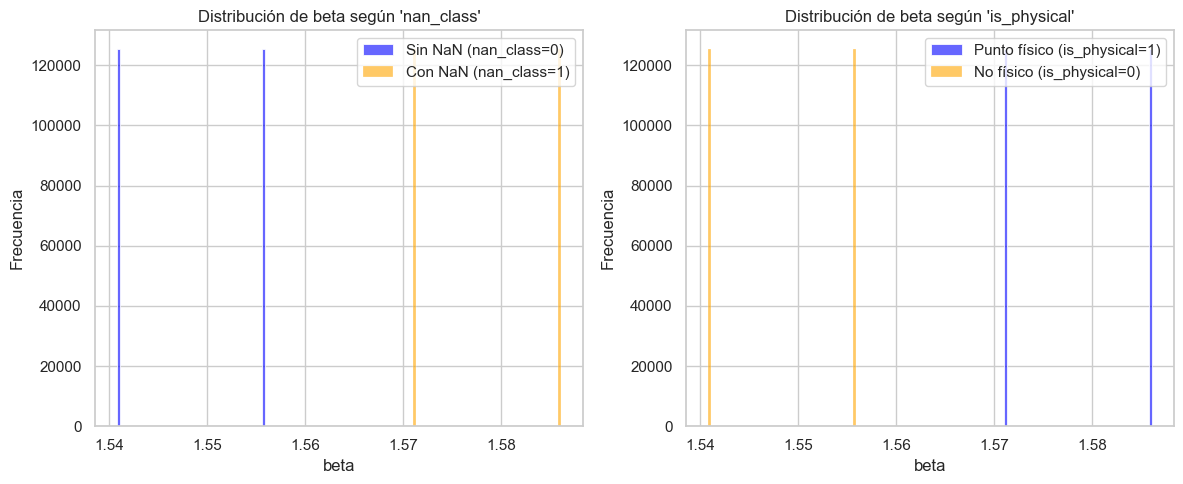 Distribución de beta según 'nan_class'
Sin NaN (nan_class=0)
Con NaN (nan_class=1)
120000
100000
80000
60000
40000
20000
0
Frecuencia
1.54
1.55
1.56
1.57
1.58
beta
Distribución de beta según 'is_physical'
Punto físico (is_physical=1)
No físico (is_physical=0)
120000
100000
80000
60000
40000
20000
0
Frecuencia
1.54
1.55
1.56
1.57
1.58
beta